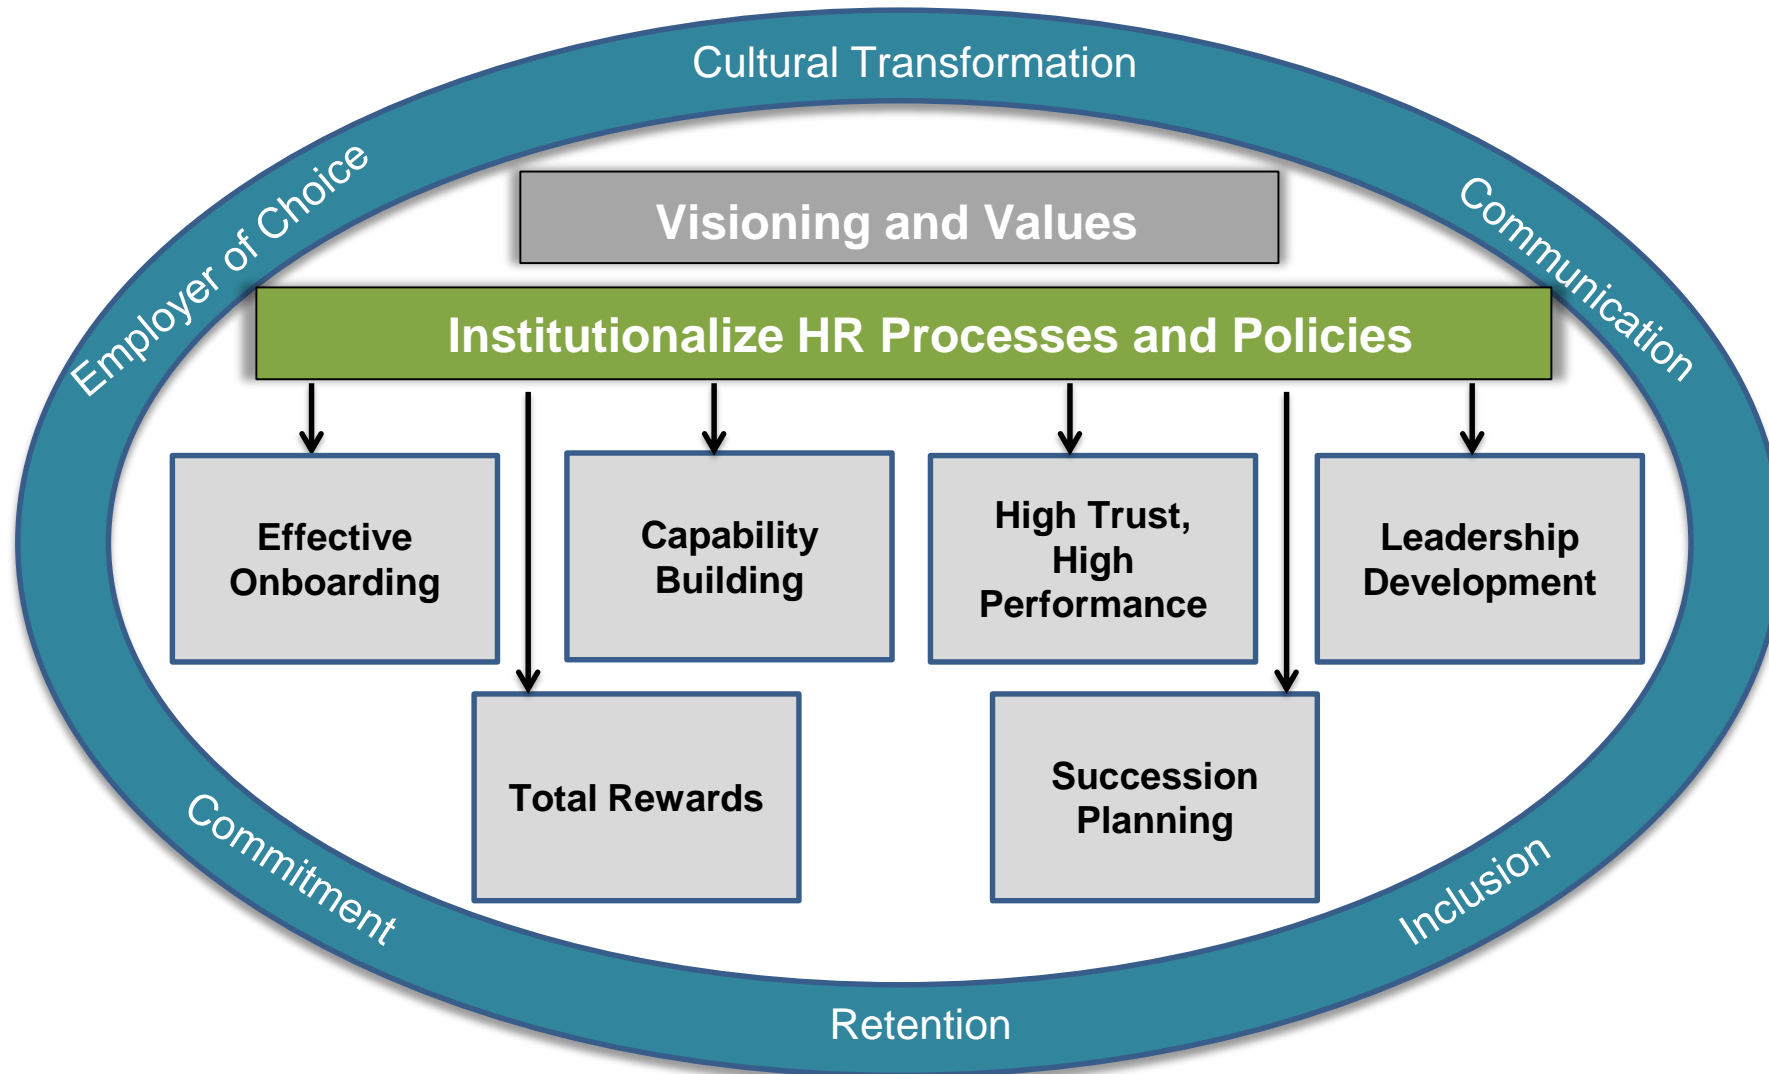 Cultural Transformation
Employer of Choice
Communication
Visioning and Values
Institutionalize HR Processes and Policies
Effective
Onboarding
Capability
Building
High Trust,
High
Performance
Leadership
Development
Total Rewards
Succession
Planning
Commitment
Inclusion
Retention